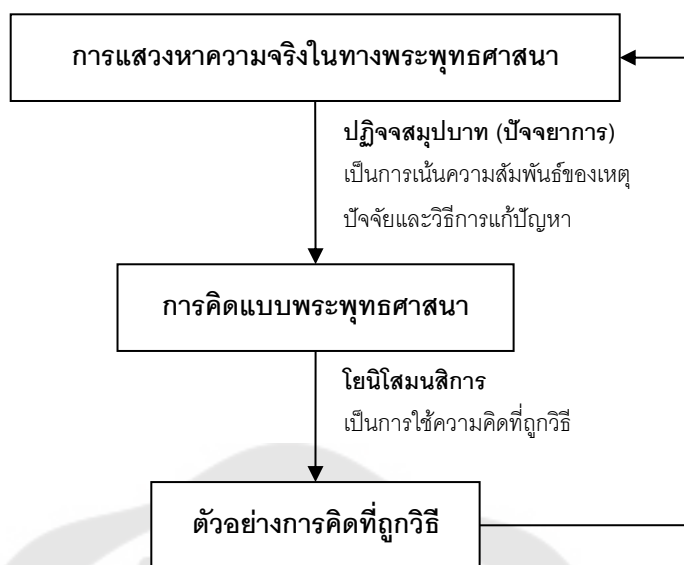 การแสวงหาความจริงในทางพระพุทธศาสนา
ปฏิจจสมุปบาท (ปัจจยาการ)
เป็นการเน้นความสัมพันธ์ของเหตุ
ปัจจัยและวิธีการแก้ปัญหา
การคิดแบบพระพุทธศาสนา
โยนิโสมนสิการ
เป็นการใช้ความคิดที่ถูกวิธี
ตัวอย่างการคิดที่ถูกวิธี